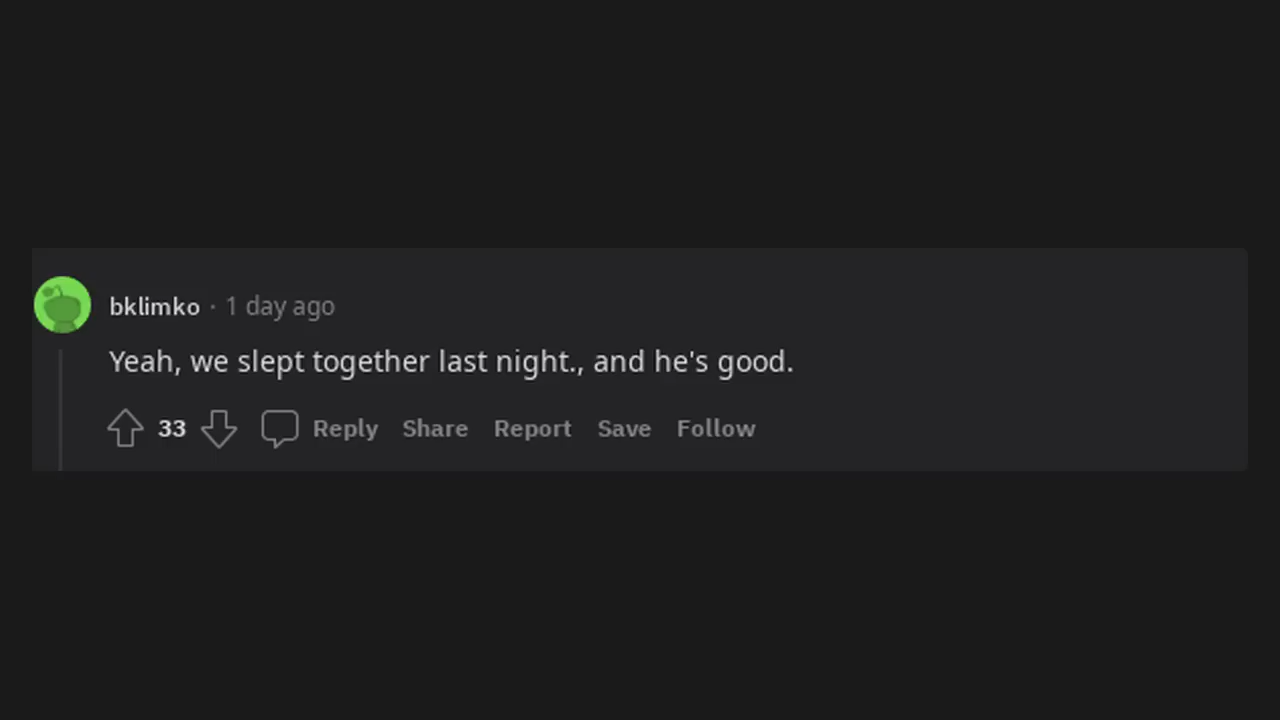 bklimko · 1 day ago
Yeah, we slept together last night., and he's good.
33 Reply Share Report Save Follow